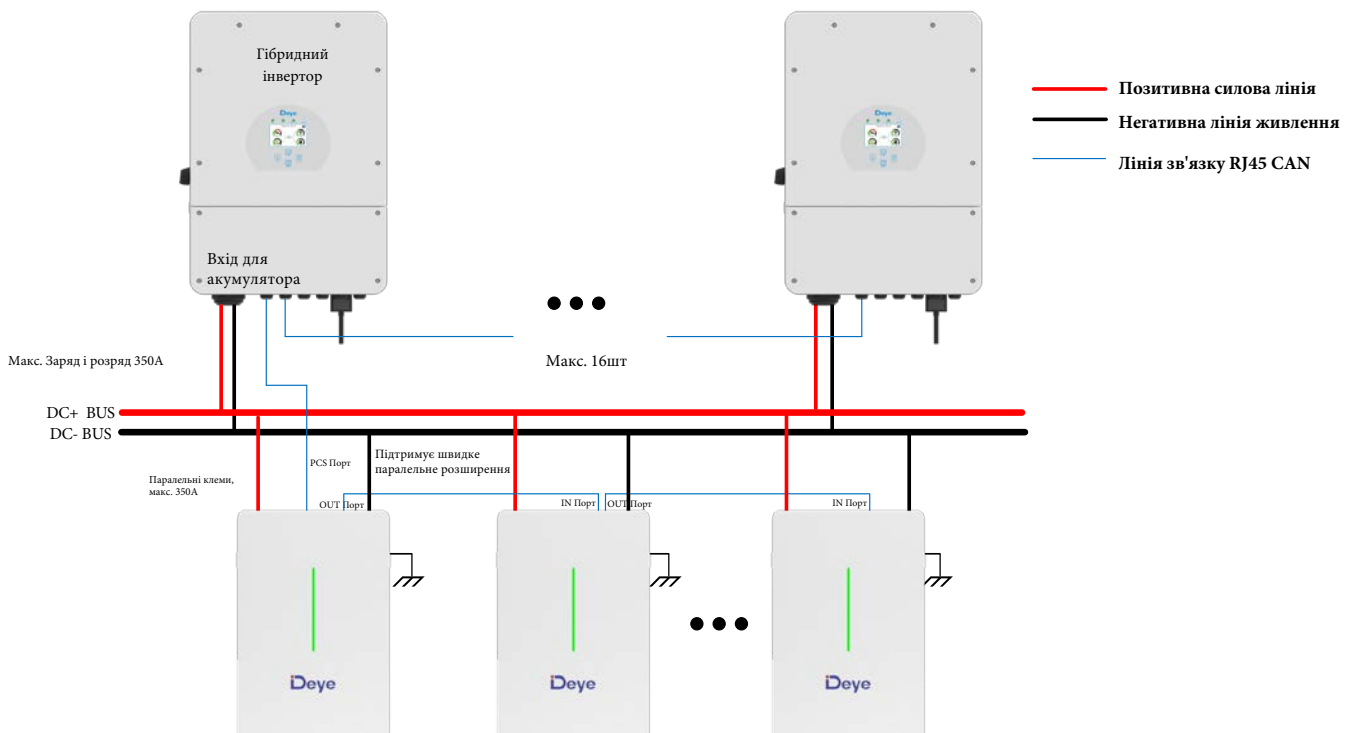 Гібридний
інвертор
Deye
Deye
Позитивна силова лінія
Негативна лінія живлення
Лінія зв'язку RJ45 CAN
Вхід для
акумулятора
Макс. Заряд і розряд 350А
Макс. 16шт
DC+ BUS
DC- BUS
Паралельні клеми,
макс. 350А
PCS Порт
Підтримує швидке
паралельне розширення
OUT Порт
IN Порт
OUT Порт
IN Порт
Deye
Deye
Deye